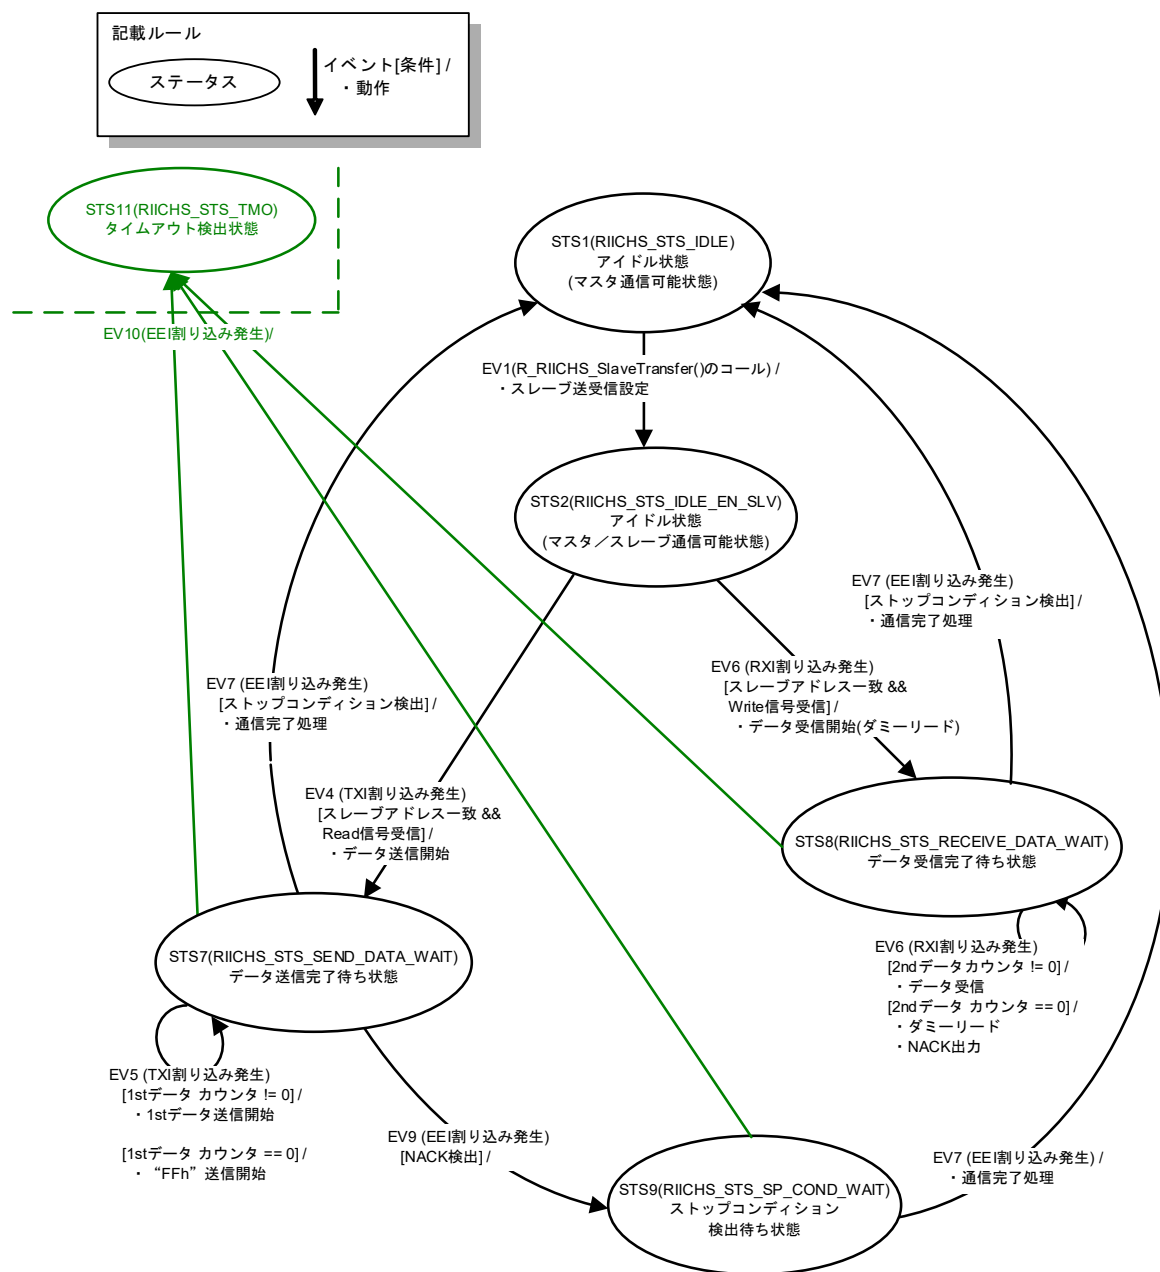 記載ルール
ステータス
イベント[条件] /
・動作
STS11(RIICHS_STS_TMO)
タイムアウト検出状態
EV10(EEI割り込み発生)/
STS1(RIICHS_STS_IDLE)
アイドル状態
(マスタ通信可能状態)
EV1(R_RIICHS_SlaveTransfer()のコール) /
・スレーブ送受信設定
STS2(RIICHS_STS_IDLE_EN_SLV)
アイドル状態
(マスタ／スレーブ通信可能状態)
EV7 (EEI割り込み発生)
[ストップコンディション検出] /
・通信完了処理
EV6 (RXI割り込み発生)
[スレーブアドレス一致 &&
Write信号受信] /
・データ受信開始(ダミーリード)
EV7 (EEI割り込み発生)
[ストップコンディション検出] /
・通信完了処理
EV4 (TXI割り込み発生)
[スレーブアドレス一致 &&
Read信号受信] /
・データ送信開始
STS8(RIICHS_STS_RECEIVE_DATA_WAIT)
データ受信完了待ち状態
STS7(RIICHS_STS_SEND_DATA_WAIT)
データ送信完了待ち状態
EV6 (RXI割り込み発生)
[2ndデータカウンタ != 0] /
・データ受信
[2ndデータ カウンタ == 0] /
・ダミーリード
・NACK出力
EV5 (TXI割り込み発生)
[1stデータ カウンタ != 0] /
・1stデータ送信開始
[1stデータ カウンタ == 0] /
・“FFh”送信開始
EV9 (EEI割り込み発生)
[NACK検出] /
EV7 (EEI割り込み発生) /
・通信完了処理
STS9(RIICHS_STS_SP_COND_WAIT)
ストップコンディション
検出待ち状態